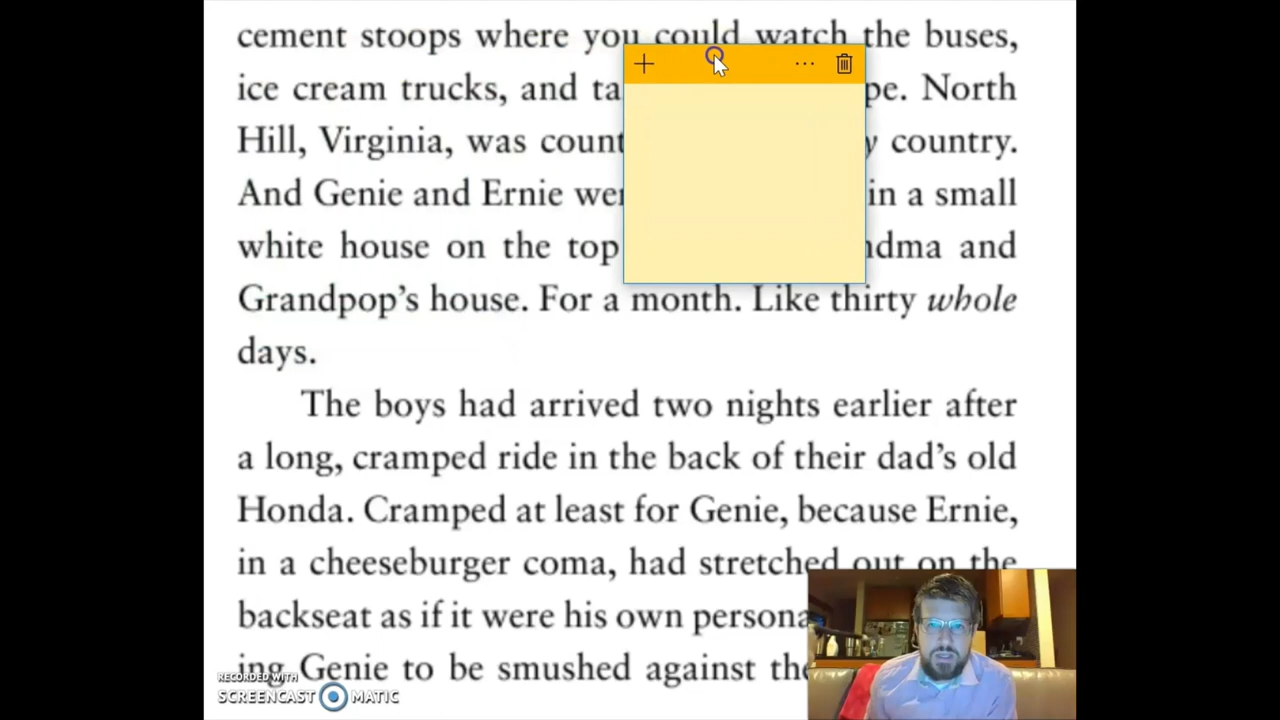 cement stoops where you could watch the buses,
ice cream trucks, and ta pe. North
Hill, Virginia, was count y country.
And Genie and Ernie wer in a small
white house on the top ndma and
Grandpop's house. For a month. Like thirty whole
days.
The boys had arrived two nights earlier after
a long, cramped ride in the back of their dad's old
Honda. Cramped at least for Genie, because Ernie,
in a cheeseburger coma, had stretched out on the
backseat as if it were his own persona
ing Genie to be smushed against the
RECORDED WITH
SCREENCAST MATIC